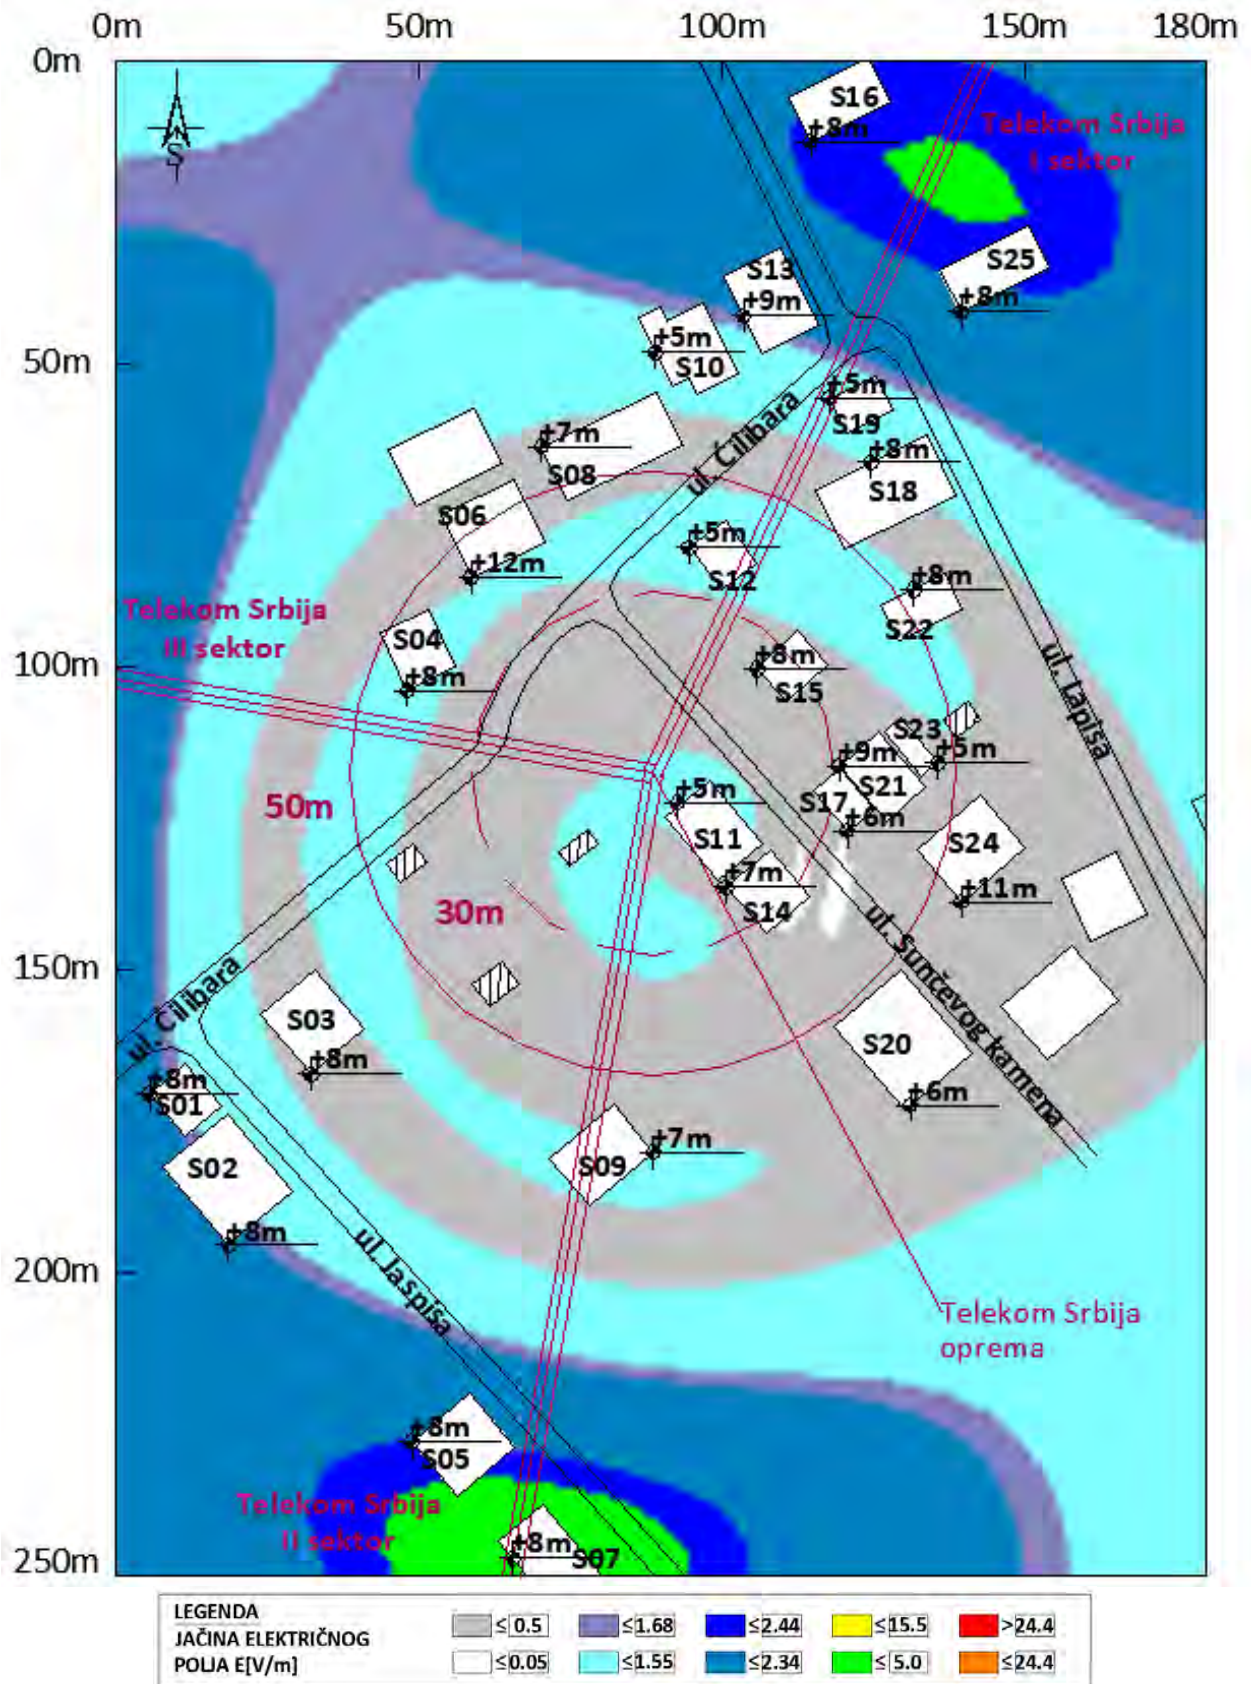 0m 50m 100m 150m 180m
0m
S
S16
+8m
Telekom Srbija
I sektor
S13
+9m
S25
+8m
+5m
S10
50m
+5m
S19
+7m
S08
ul. Ćilibara
+8m
S18
S06
+12m
+5m
S12
+8m
S22
Telekom Srbija
III sektor
S04
+8m
100m
+8m
S15
ul. Lapisa
S23
+5m
+9m
S21
S17
+6m
50m
+5m
S11
+7m
S14
S24
+11m
30m
ul. Sunčevog kamena
150m
ul. Ćilibara
S03
+8m
S20
+6m
+8m
S01
S02
+8m
S09
+7m
200m
ul. Jaspisa
Telekom Srbija
oprema
+8m
S05
Telekom Srbija
II sektor
+8m
S07
250m
LEGENDA
JAČINA ELEKTRIČNOG
POLJA E[V/m]
≤0.5 ≤1.68 ≤2.44 ≤15.5 >24.4
≤0.05 ≤1.55 ≤2.34 ≤5.0 ≤24.4